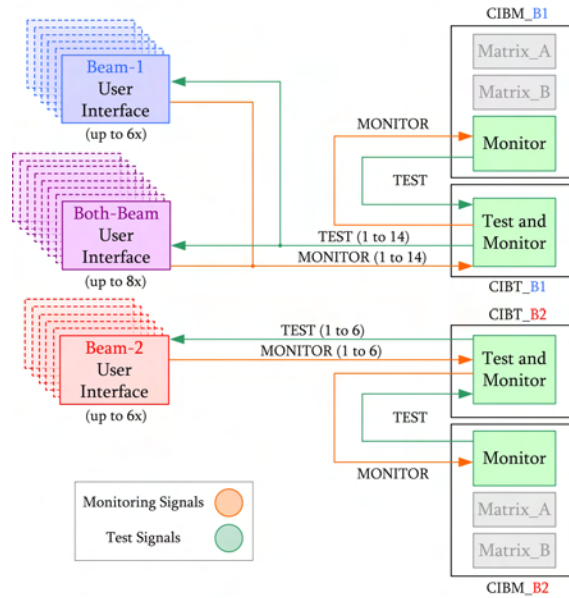 CIBM_B1
Matrix_A
Matrix_B
Monitor
Beam-1
User
Interface
(up to 6x)
MONITOR
TEST
Both-Beam
User
Interface
(up to 8x)
TEST (1 to 14)
MONITOR (1 to 14)
Test and
Monitor
CIBT_B1
CIBT_B2
Beam-2
User
Interface
(up to 6x)
TEST (1 to 6)
MONITOR (1 to 6)
Test and
Monitor
TEST
MONITOR
Monitor
Matrix_A
Matrix_B
CIBM_B2
Monitoring Signals
Test Signals